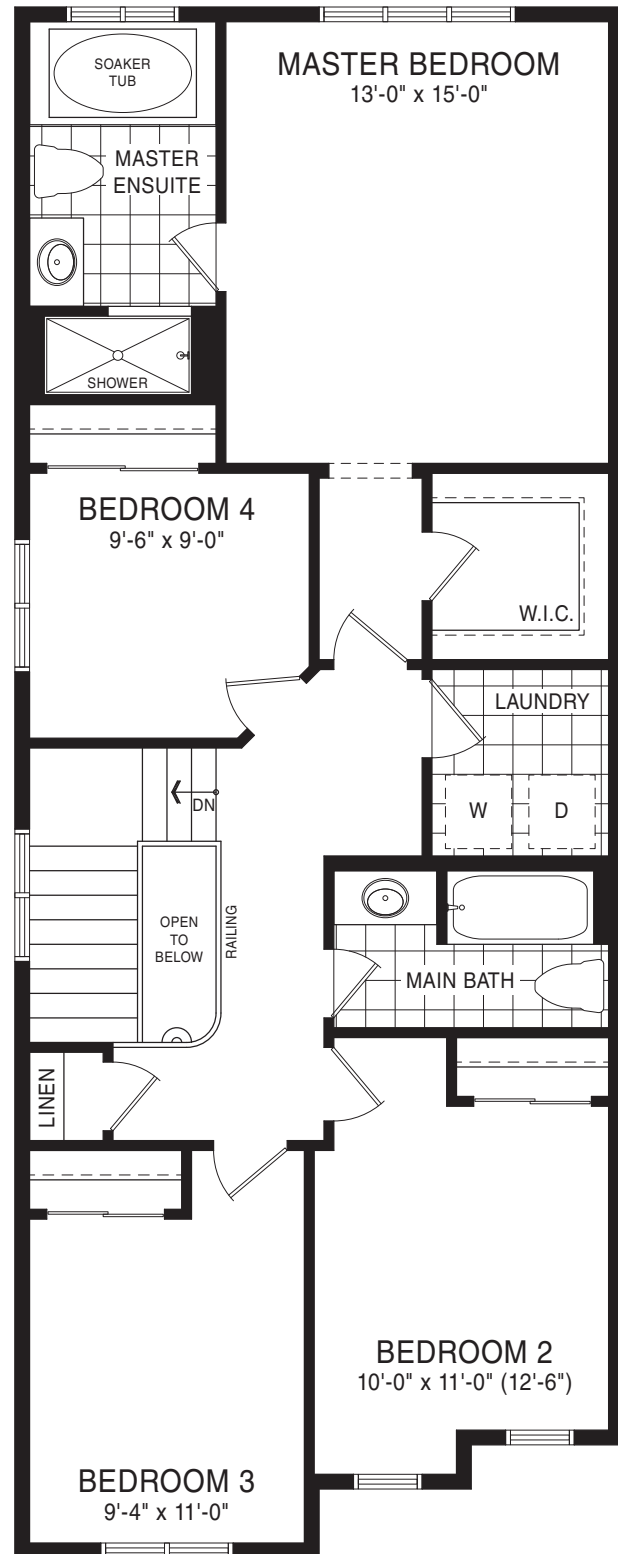 SOAKER
TUB
MASTER BEDROOM
13'-0" x 15'-0"
MASTER
ENSUITE
SHOWER
BEDROOM 4
9'-6" x 9'-0"
W.I.C.
LAUNDRY
W
D
DN
OPEN
TO
BELOW
RAILING
MAIN BATH
LINEN
BEDROOM 2
10'-0" x 11'-0" (12'-6")
BEDROOM 3
9'-4" x 11'-0"